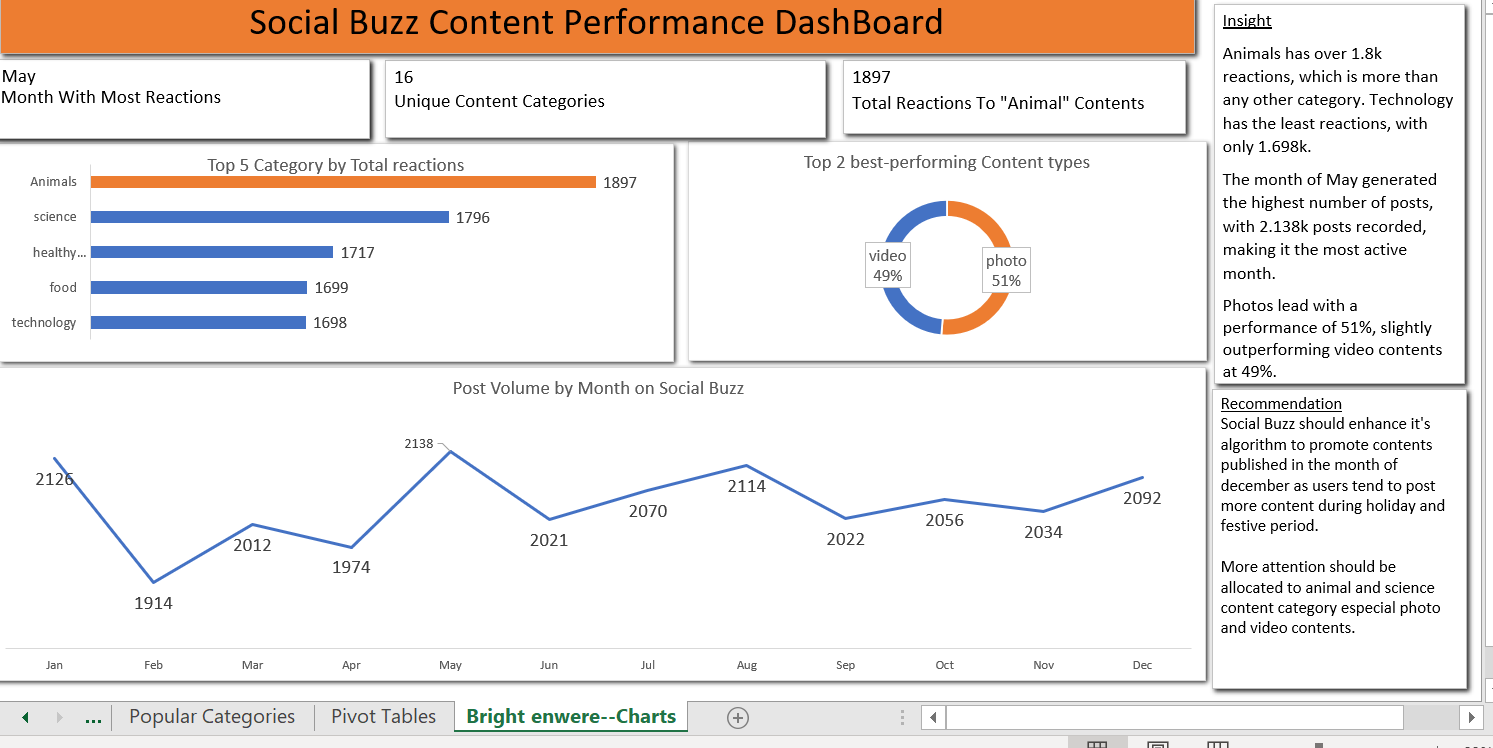 Social Buzz Content Performance DashBoard
May
Month With Most Reactions
16
Unique Content Categories
1897
Total Reactions To "Animal" Contents
Top 5 Category by Total reactions
Animals
1897
science
1796
healthy...
1717
food
1699
technology
1698
Top 2 best-performing Content types
video
49%
photo
51%
Post Volume by Month on Social Buzz
2126
1914
2012
1974
2138
2021
2070
2114
2022
2056
2034
2092
Jan
Feb
Mar
Apr
May
Jun
Jul
Aug
Sep
Oct
Nov
Dec
Insight
Animals has over 1.8k
reactions, which is more than
any other category. Technology
has the least reactions, with
only 1.698k.
The month of May generated
the highest number of posts,
with 2.138k posts recorded,
making it the most active
month.
Photos lead with a
performance of 51%, slightly
outperforming video contents
at 49%.
Recommendation
Social Buzz should enhance it's
algorithm to promote contents
published in the month of
december as users tend to post
more content during holiday and
festive period.
More attention should be
allocated to animal and science
content category especial photo
and video contents.
...
Popular Categories
Pivot Tables
Bright enwere--Charts